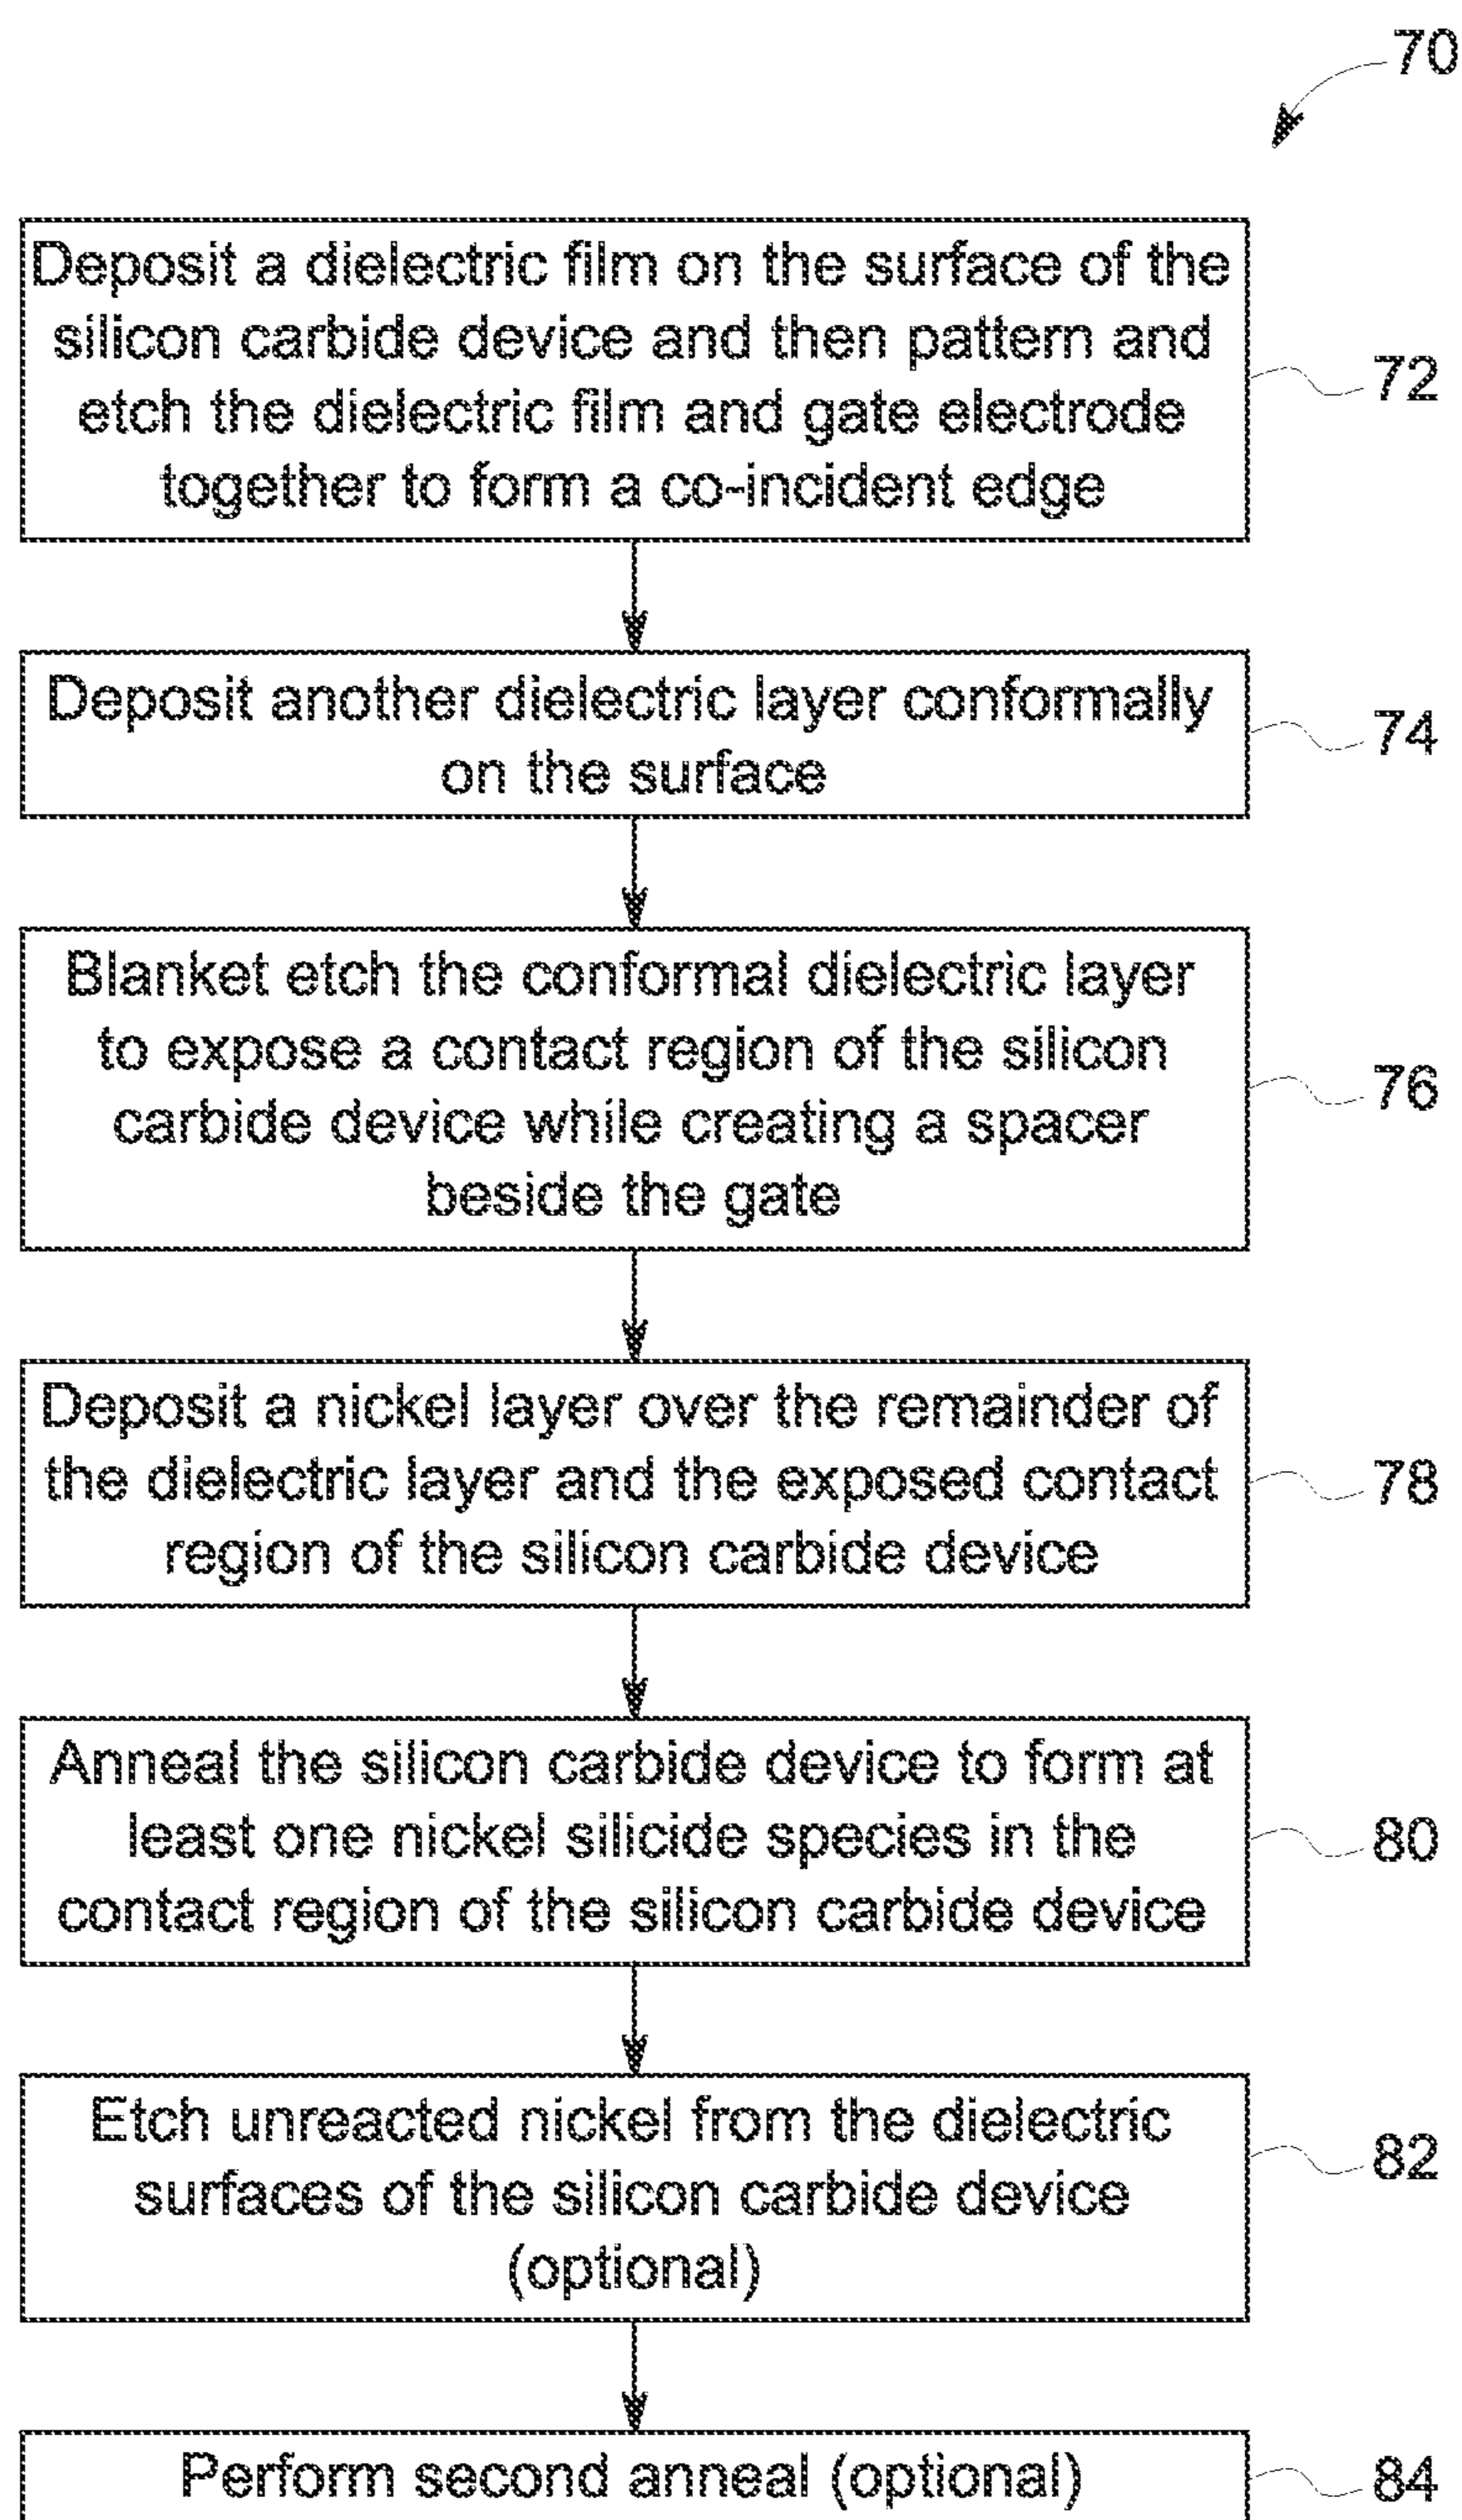 70
Deposit a dielectric film on the surface of the
silicon carbide device and then pattern and
etch the dielectric film and gate electrode
together to form a co-incident edge
72
Deposit another dielectric layer conformally
on the surface
74
Blanket etch the conformal dielectric layer
to expose a contact region of the silicon
carbide device while creating a spacer
beside the gate
76
Deposit a nickel layer over the remainder of
the dielectric layer and the exposed contact
region of the silicon carbide device
78
Anneal the silicon carbide device to form at
least one nickel silicide species in the
contact region of the silicon carbide device
80
Etch unreacted nickel from the dielectric
surfaces of the silicon carbide device
(optional)
82
Perform second anneal (optional)
84